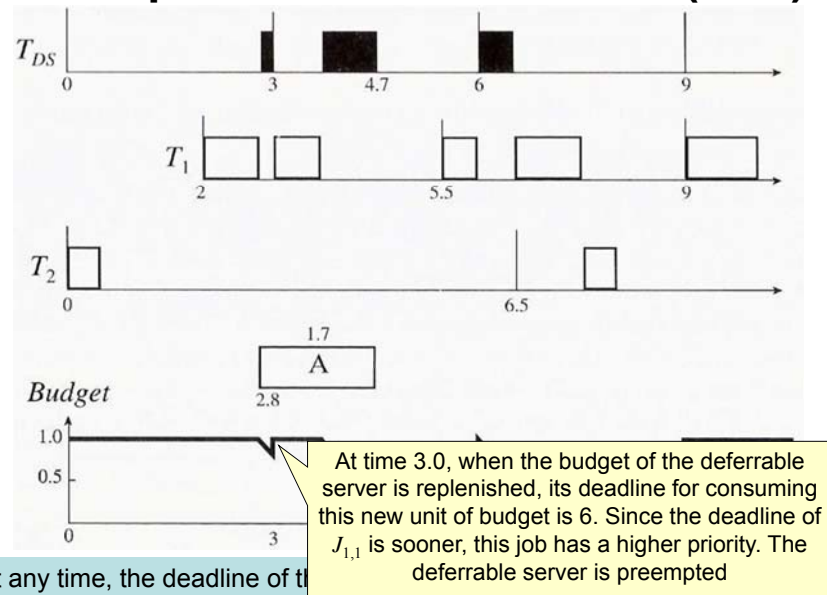 T_DS
0 3 4.7 6 9
T_1
2 5.5 9
T_2
0 6.5
1.7
A
2.8
Budget
1.0
0.5
0 3
At time 3.0, when the budget of the deferrable
server is replenished, its deadline for consuming
this new unit of budget is 6. Since the deadline of
J_1,1 is sooner, this job has a higher priority. The
deferrable server is preempted
any time, the deadline of